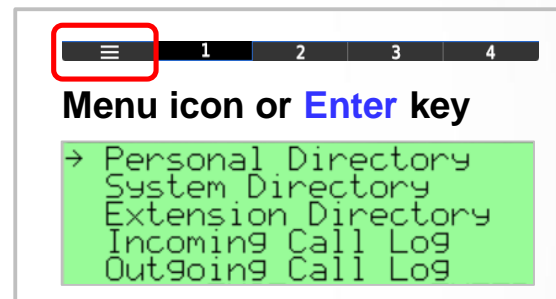 1 2 3 4
Menu icon or Enter key
→ Personal Directory
System Directory
Extension Directory
Incoming Call Log
Outgoing Call Log